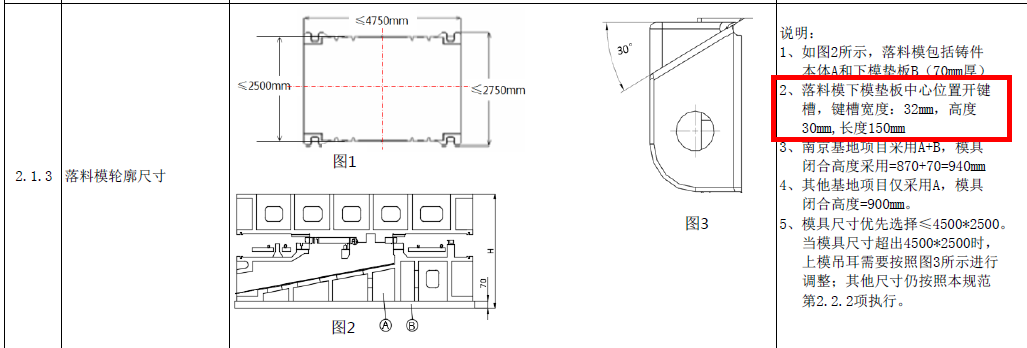 2.1.3
落料模轮廓尺寸
≤4750mm
≤2500mm
≤2750mm
图1
H
70
A
B
图2
30°
图3
说明:
1、如图2所示, 落料模包括铸件
本体A和下模垫板B（70mm厚）
2、落料模下模垫板中心位置开键
槽, 键槽宽度: 32mm, 高度
30mm,长度150mm
3、南京基地项目采用A+B, 模具
闭合高度采用=870+70=940mm
4、其他基地项目仅采用A, 模具
闭合高度=900mm。
5、模具尺寸优先选择≤4500*2500。
当模具尺寸超出4500*2500时,
上模吊耳需要按照图3所示进行
调整; 其他尺寸仍按照本规范
第2.2.2项执行。